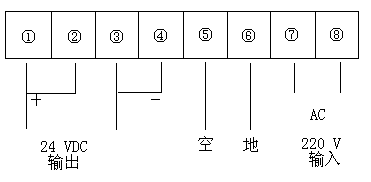 ① ② ③ ④ ⑤ ⑥ ⑦ ⑧
+ -
24 VDC
输出
空
地
AC
220 V
输入